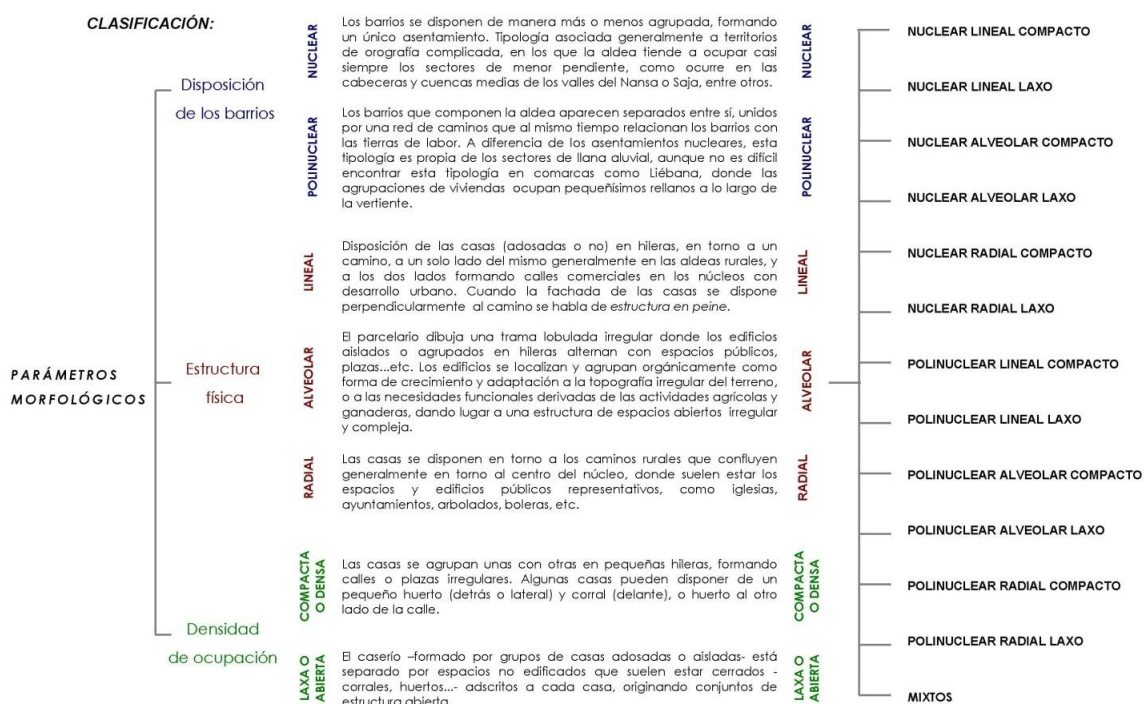 CLASIFICACIÓN:
PARÁMETROS
MORFOLÓGICOS
Disposición
de los barrios
NUCLEAR
Los barrios se disponen de manera más o menos agrupada, formando
un único asentamiento. Tipología asociada generalmente a territorios
de orografía complicada, en los que la aldea tiende a ocupar casi
siempre los sectores de menor pendiente, como ocurre en las
cabeceras y cuencas medias de los valles del Nansa o Saja, entre otros.
POLINUCLEAR
Los barrios que componen la aldea aparecen separados entre sí, unidos
por una red de caminos que al mismo tiempo relacionan los barrios con
las tierras de labor. A diferencia de los asentamientos nucleares, esta
tipología es propia de los sectores de llana aluvial, aunque no es difícil
encontrar esta tipología en comarcas como Liébana, donde las
agrupaciones de viviendas ocupan pequeñísimos rellanos a lo largo de
la vertiente.
Estructura
física
LINEAL
Disposición de las casas (adosadas o no) en hileras, en torno a un
camino, a un solo lado del mismo generalmente en las aldeas rurales, y
a los dos lados formando calles comerciales en los núcleos con
desarrollo urbano. Cuando la fachada de las casas se dispone
perpendicularmente al camino se habla de estructura en peine.
ALVEOLAR
El parcelario dibuja una trama lobulada irregular donde los edificios
aislados o agrupados en hileras alternan con espacios públicos,
plazas...etc. Los edificios se localizan y agrupan orgánicamente como
forma de crecimiento y adaptación a la topografía irregular del terreno,
o a las necesidades funcionales derivadas de las actividades agrícolas y
ganaderas, dando lugar a una estructura de espacios abiertos irregular
y compleja.
RADIAL
Las casas se disponen en torno a los caminos rurales que confluyen
generalmente en torno al centro del núcleo, donde suelen estar los
espacios y edificios públicos representativos, como iglesias,
ayuntamientos, arbolados, boleras, etc.
Densidad
de ocupación
COMPACTA
O DENSA
Las casas se agrupan unas con otras en pequeñas hileras, formando
calles o plazas irregulares. Algunas casas pueden disponer de un
pequeño huerto (detrás o lateral) y corral (delante), o huerto al otro
lado de la calle.
LAXA O
ABIERTA
El caserío –formado por grupos de casas adosadas o aisladas- está
separado por espacios no edificados que suelen estar cerrados -
corrales, huertos...- adscritos a cada casa, originando conjuntos de
estructura abierta.
NUCLEAR
POLINUCLEAR
LINEAL
ALVEOLAR
RADIAL
COMPACTA
O DENSA
LAXA O
ABIERTA
NUCLEAR LINEAL COMPACTO
NUCLEAR LINEAL LAXO
NUCLEAR ALVEOLAR COMPACTO
NUCLEAR ALVEOLAR LAXO
NUCLEAR RADIAL COMPACTO
NUCLEAR RADIAL LAXO
POLINUCLEAR LINEAL COMPACTO
POLINUCLEAR LINEAL LAXO
POLINUCLEAR ALVEOLAR COMPACTO
POLINUCLEAR ALVEOLAR LAXO
POLINUCLEAR RADIAL COMPACTO
POLINUCLEAR RADIAL LAXO
MIXTOS